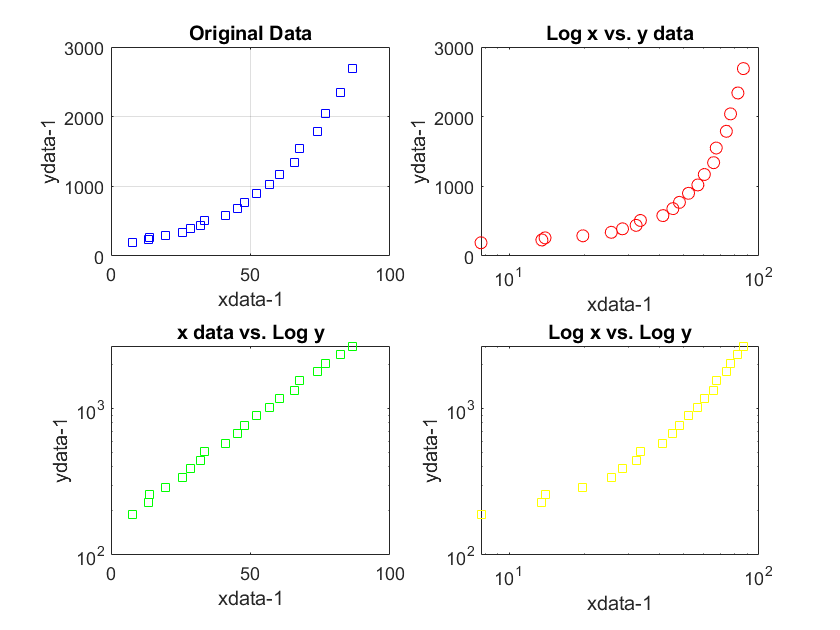 Original Data
3000
2000
1000
0
ydata-1
0
50
100
xdata-1
Log x vs. y data
3000
2000
1000
0
ydata-1
10^1
10^2
xdata-1
x data vs. Log y
10^3
10^2
ydata-1
0
50
100
xdata-1
Log x vs. Log y
10^3
10^2
ydata-1
10^1
10^2
xdata-1